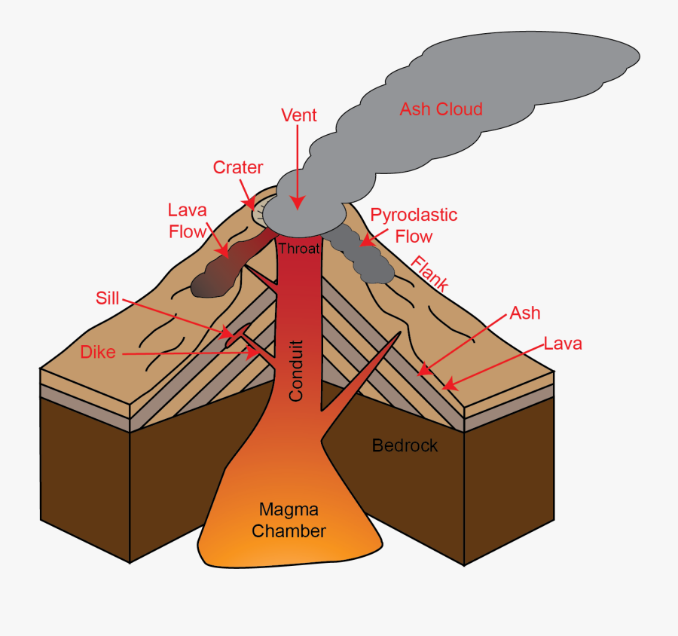 Ash Cloud
Vent
Crater
Lava
Flow
Pyroclastic
Flow
Throat
Flank
Sill
Ash
Dike
Lava
Conduit
Bedrock
Magma
Chamber